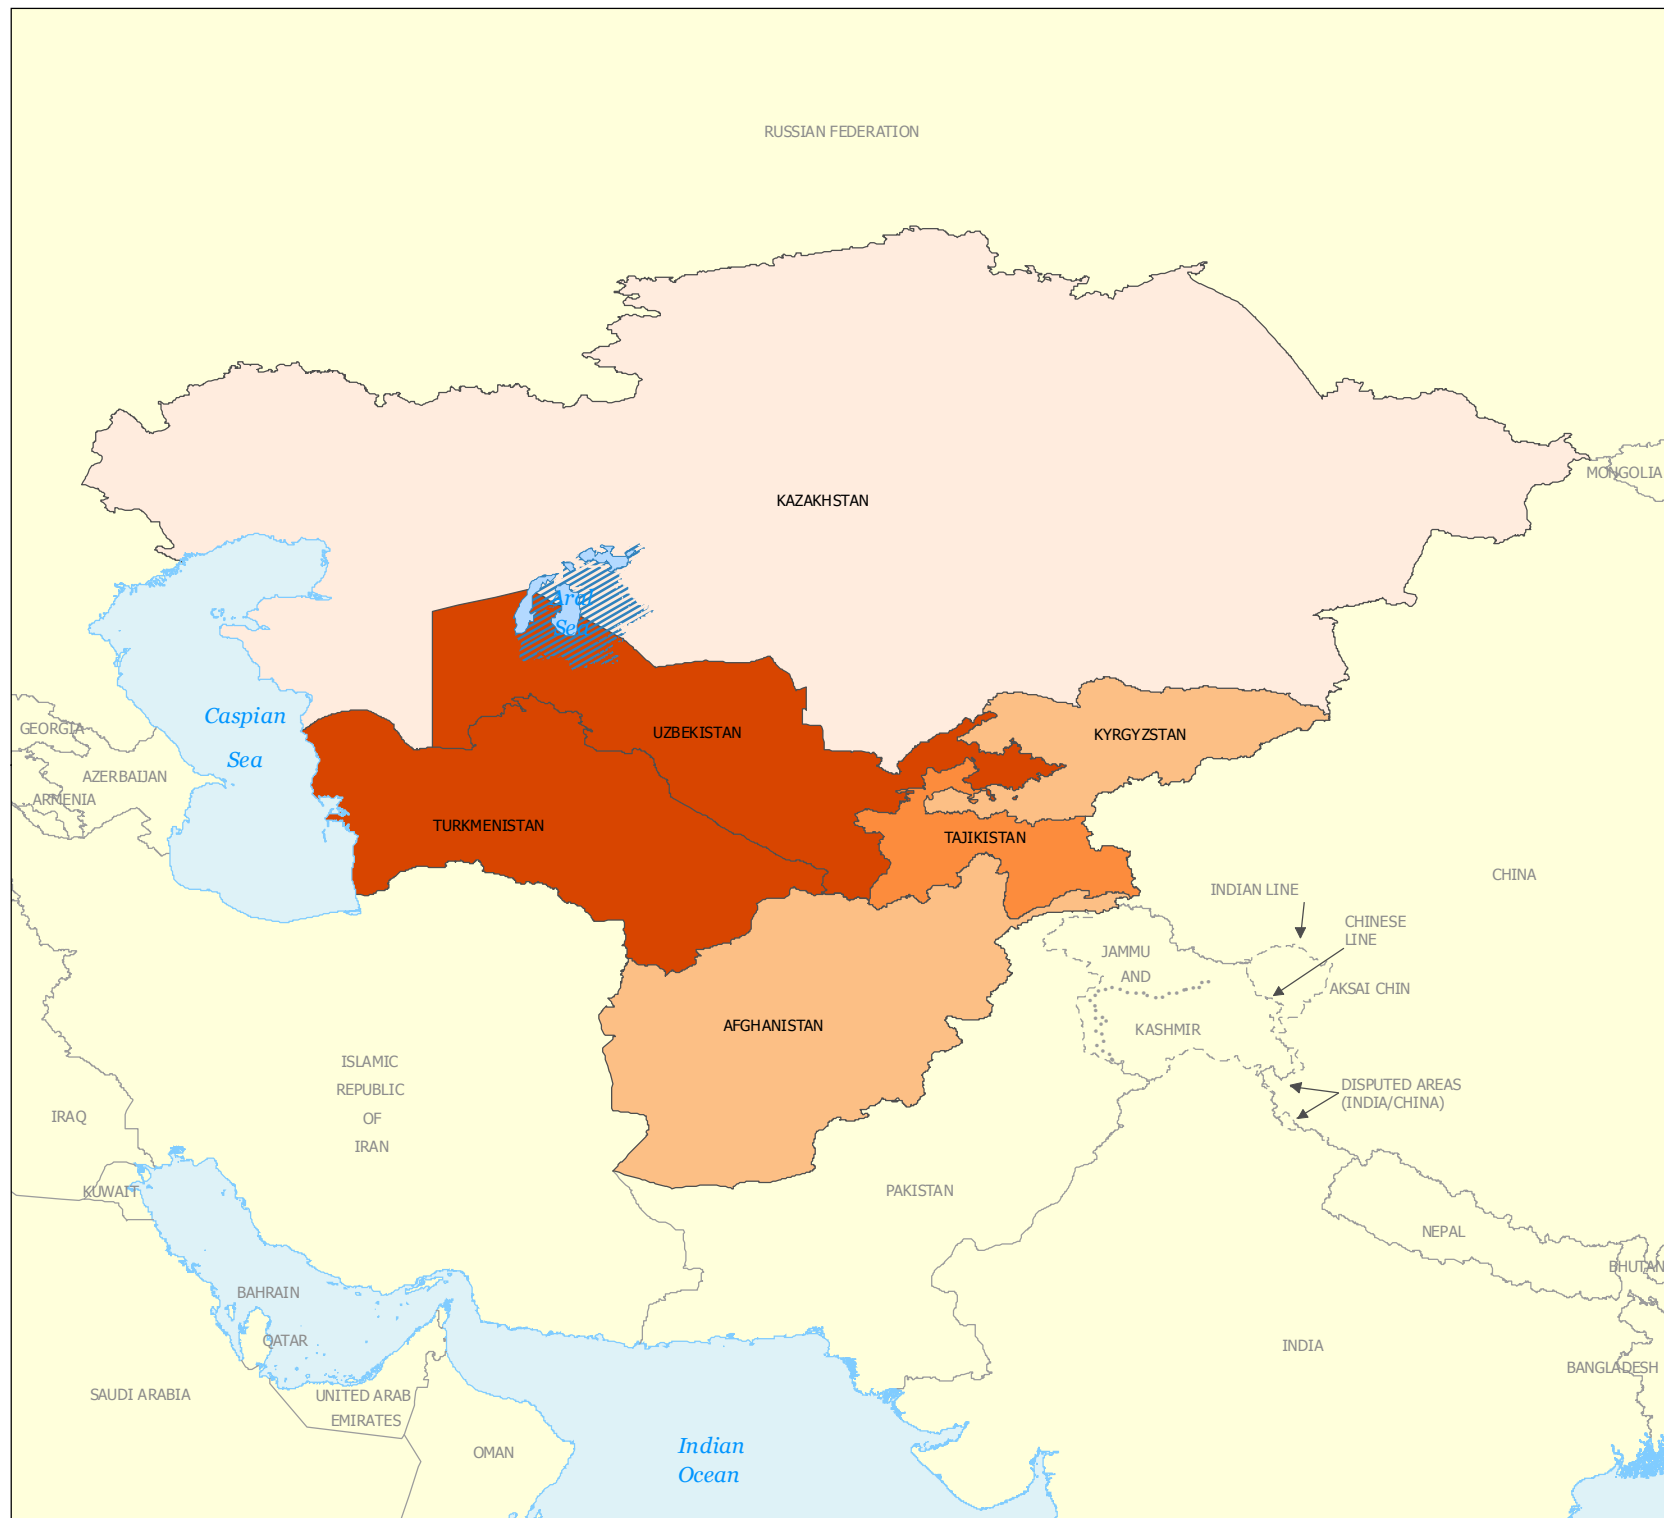 RUSSIAN FEDERATION
MONGOLIA
KAZAKHSTAN
Aral
Sea
Caspian
Sea
GEORGIA
AZERBAIJAN
ARMENIA
UZBEKISTAN
KYRGYZSTAN
TURKMENISTAN
TAJIKISTAN
CHINA
INDIAN LINE
CHINESE
LINE
JAMMU
AND
KASHMIR
AKSAI CHIN
AFGHANISTAN
ISLAMIC
REPUBLIC
OF
IRAN
DISPUTED AREAS
(INDIA/CHINA)
IRAQ
KUWAIT
PAKISTAN
NEPAL
BHUTAN
BAHRAIN
QATAR
INDIA
BANGLADESH
SAUDI ARABIA
UNITED ARAB
EMIRATES
OMAN
Indian
Ocean